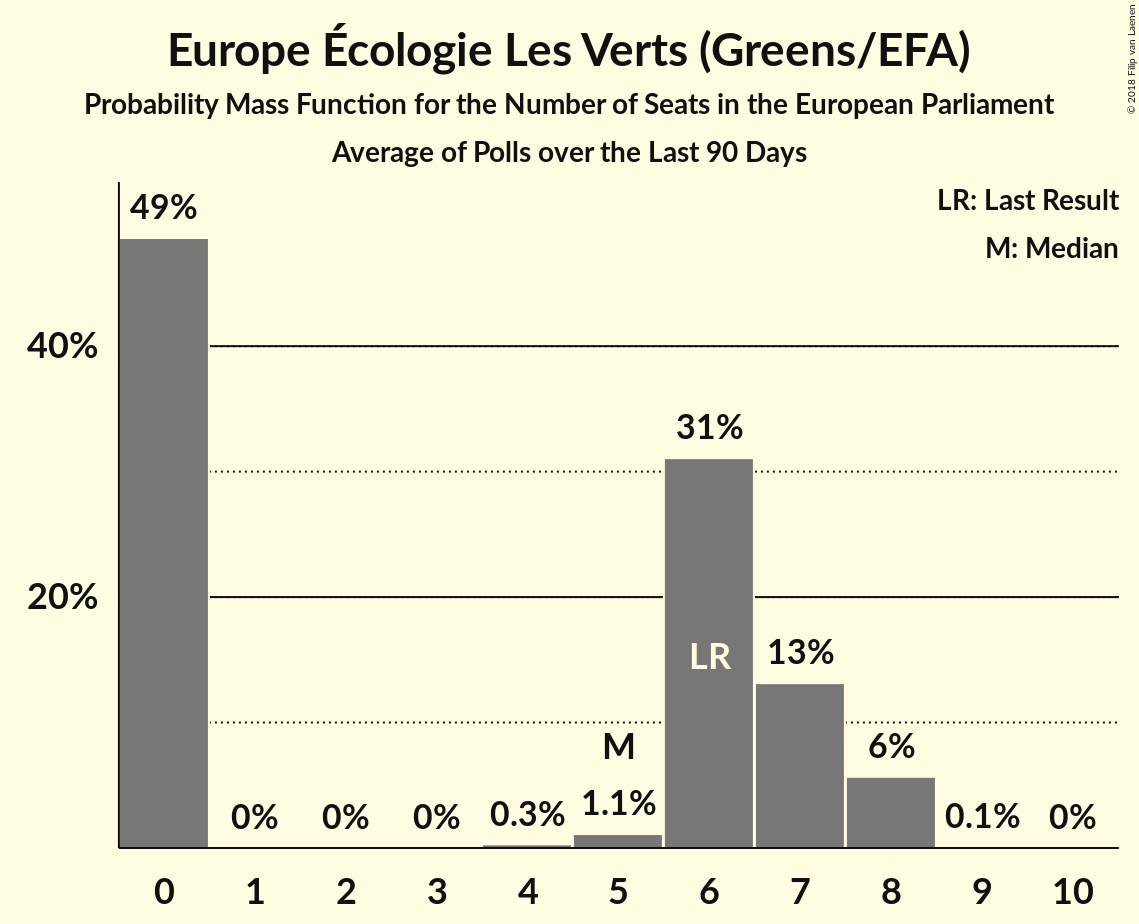 Europe Écologie Les Verts (Greens/EFA)
Probability Mass Function for the Number of Seats in the European Parliament
Average of Polls over the Last 90 Days
© 2018 Filip van Laenen
LR: Last Result
M: Median
49%
40%
31%
20%
LR
13%
M
6%
0%
0%
0%
0.3%
1.1%
0.1%
0%
0 1 2 3 4 5 6 7 8 9 10